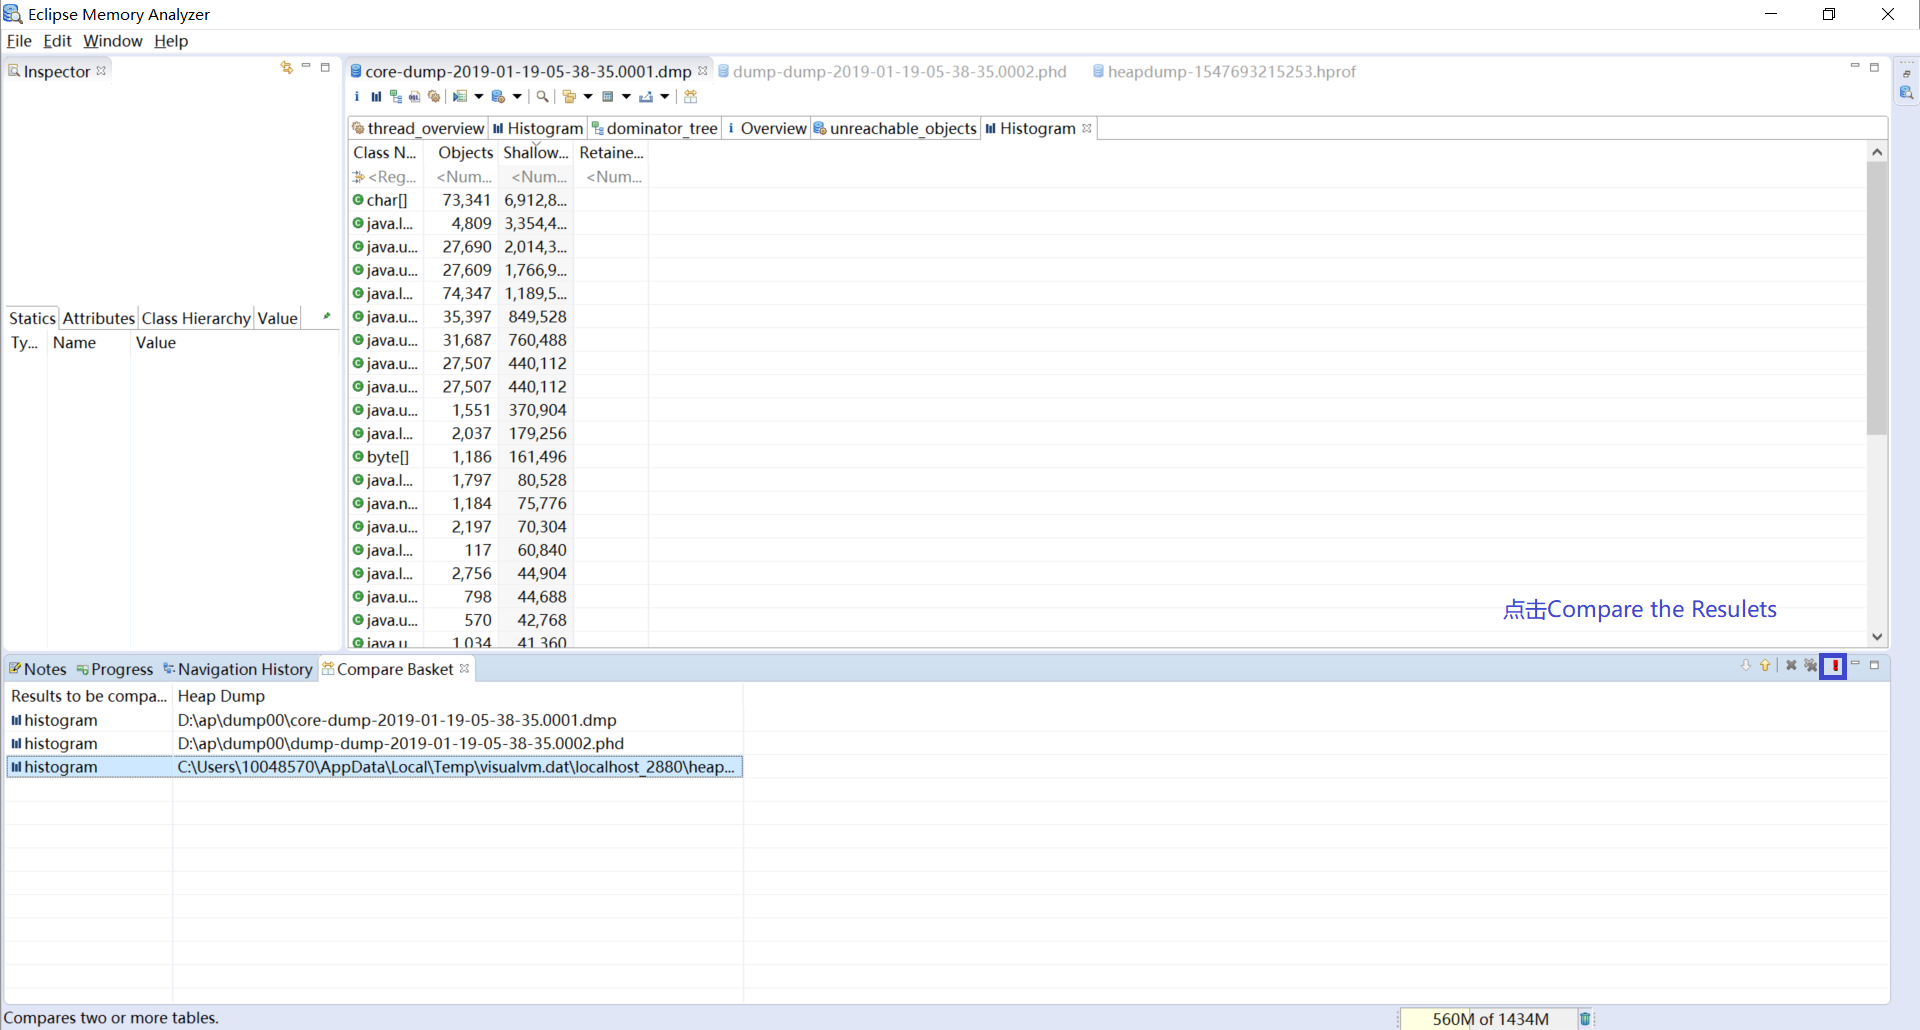 Eclipse Memory Analyzer
File Edit Window Help
Inspector
core-dump-2019-01-19-05-38-35.0001.dmp dump-dump-2019-01-19-05-38-35.0002.phd heapdump-1547693215253.hprof
thread_overview Histogram dominator_tree Overview unreachable_objects Histogram
Class N... Objects Shallow... Retaine...
<Reg... <Num... <Num... <Num...
char[] 73,341 6,912,8...
java.l... 4,809 3,354,4...
java.u... 27,690 2,014,3...
java.u... 27,609 1,766,9...
java.l... 74,347 1,189,5...
java.u... 35,397 849,528
java.u... 31,687 760,488
java.u... 27,507 440,112
java.u... 27,507 440,112
java.u... 1,551 370,904
java.l... 2,037 179,256
byte[] 1,186 161,496
java.l... 1,797 80,528
java.n... 1,184 75,776
java.u... 2,197 70,304
java.l... 117 60,840
java.l... 2,756 44,904
java.u... 798 44,688
java.u... 570 42,768
java.u... 1,034 41,360
Statics Attributes Class Hierarchy Value
Ty... Name Value
点击Compare the Resulets
Notes Progress Navigation History Compare Basket
Results to be compa... Heap Dump
histogram D:\ap\dump00\core-dump-2019-01-19-05-38-35.0001.dmp
histogram D:\ap\dump00\dump-dump-2019-01-19-05-38-35.0002.phd
histogram C:\Users\10048570\AppData\Local\Temp\visualvm.dat\localhost_2880\heap...
Compares two or more tables.
560M of 1434M